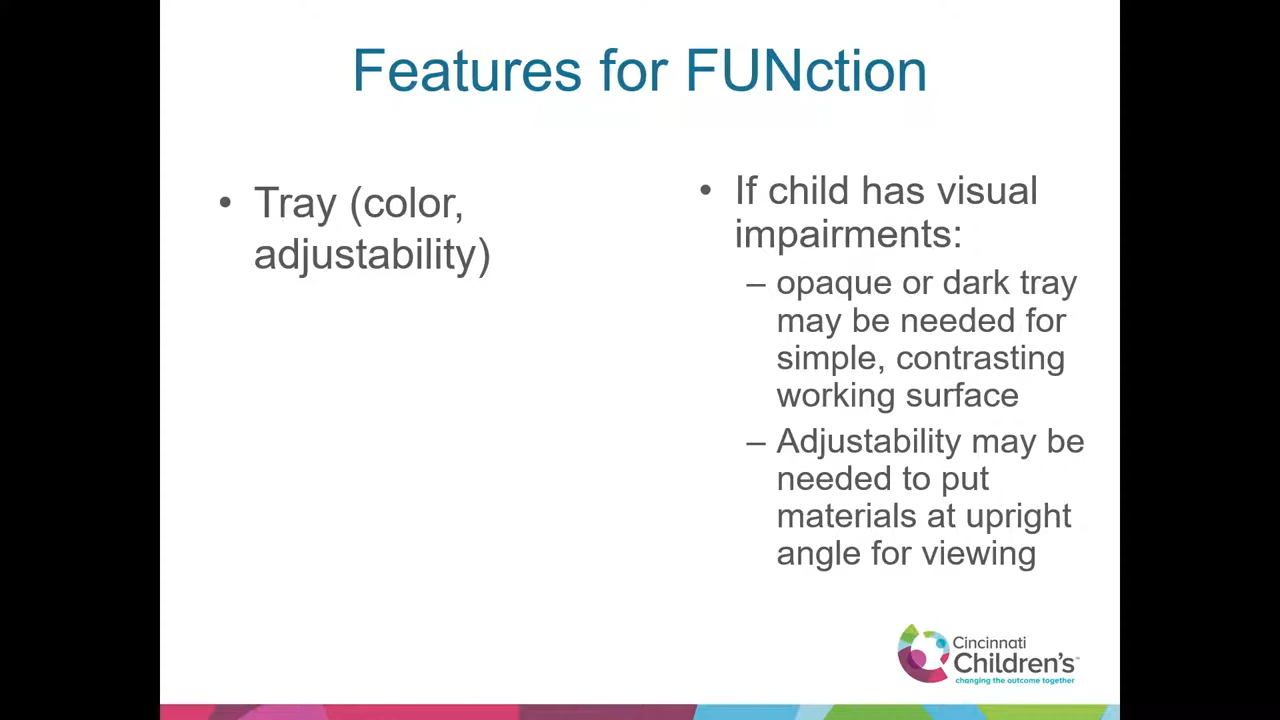 Features for FUNction
• Tray (color,
adjustability)
• If child has visual
impairments:
– opaque or dark tray
may be needed for
simple, contrasting
working surface
– Adjustability may be
needed to put
materials at upright
angle for viewing
Cincinnati
Children's™
changing the outcome together